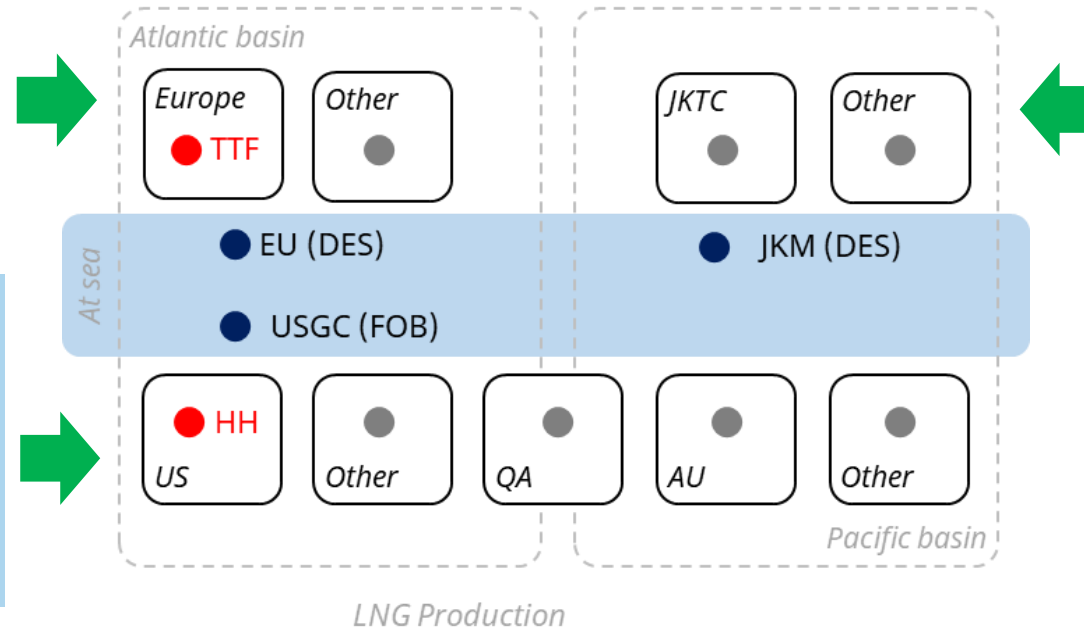 Atlantic basin
Europe
TTF
Other
JKTC
Other
At sea
EU (DES)
JKM (DES)
USGC (FOB)
HH
US
Other
QA
AU
Other
Pacific basin
LNG Production